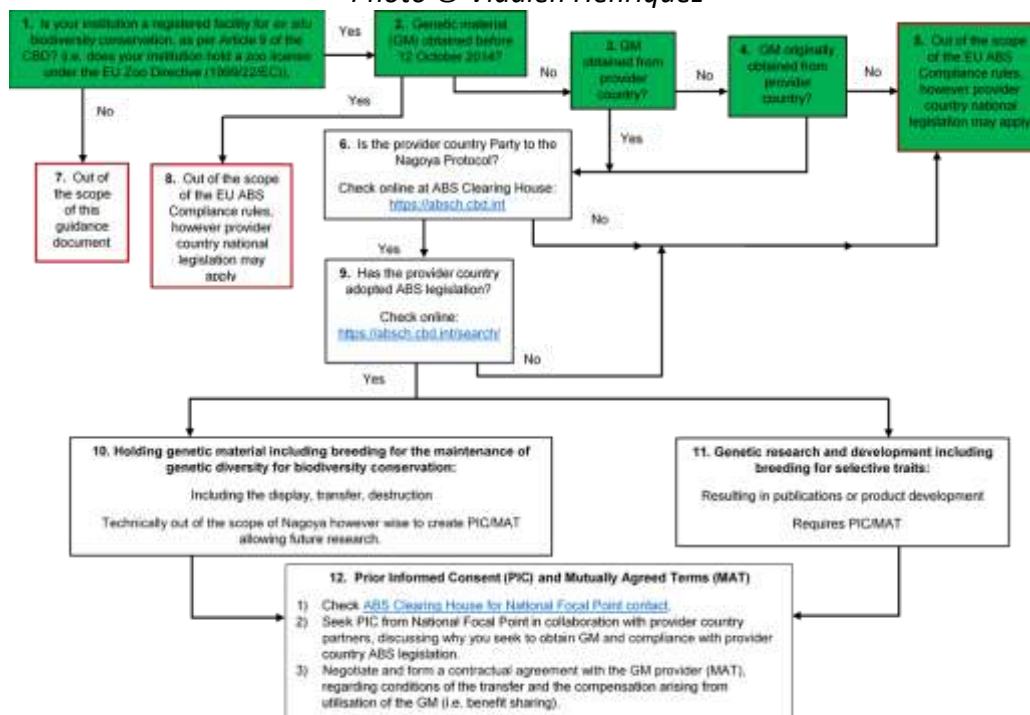 Photo © Vladlen Henríquez
1. Is your institution a registered facility for ex situ
biodiversity conservation, as per Article 9 of the
CBD? (i.e. does your institution hold a zoo license
under the EU Zoo Directive (1999/22/EC)).
Yes
2. Genetic material
(GM) obtained before
12 October 2014?
No
3. GM
obtained from
provider
country?
No
4. GM originally
obtained from
provider
country?
No
5. Out of the scope
of the EU ABS
Compliance rules,
however provider
country national
legislation may apply
No
Yes
Yes
Yes
6. Is the provider country Party to the
Nagoya Protocol?
Check online at ABS Clearing House:
https://absch.cbd.int
No
Yes
7. Out of
the scope
of this
guidance
document
8. Out of the scope
of the EU ABS
Compliance rules,
however provider
country national
legislation may
apply
9. Has the provider country
adopted ABS legislation?
Check online:
https://absch.cbd.int/search/
No
Yes
10. Holding genetic material including breeding for the maintenance of
genetic diversity for biodiversity conservation:
Including the display, transfer, destruction
Technically out of the scope of Nagoya however wise to create PIC/MAT
allowing future research.
11. Genetic research and development including
breeding for selective traits:
Resulting in publications or product development
Requires PIC/MAT
12. Prior Informed Consent (PIC) and Mutually Agreed Terms (MAT)
1) Check ABS Clearing House for National Focal Point contact.
2) Seek PIC from National Focal Point in collaboration with provider country
partners, discussing why you seek to obtain GM and compliance with provider
country ABS legislation.
3) Negotiate and form a contractual agreement with the GM provider (MAT),
regarding conditions of the transfer and the compensation arising from
utilisation of the GM (i.e. benefit sharing).